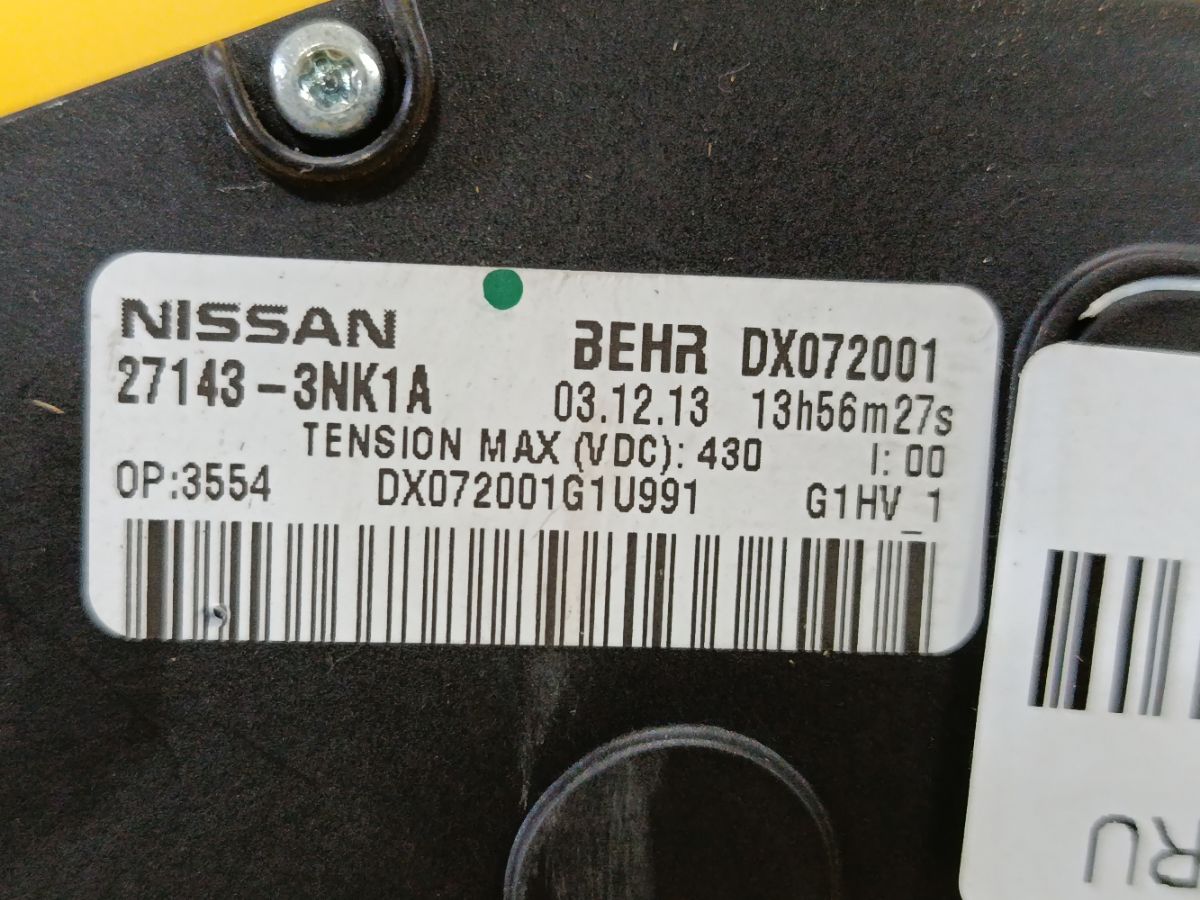 NISSAN
27143-3NK1A
BEHR DX072001
03.12.13 13h56m27s
TENSION MAX (VDC): 430 I: 00
OP:3554 DX072001G1U991 G1HV_1
RU